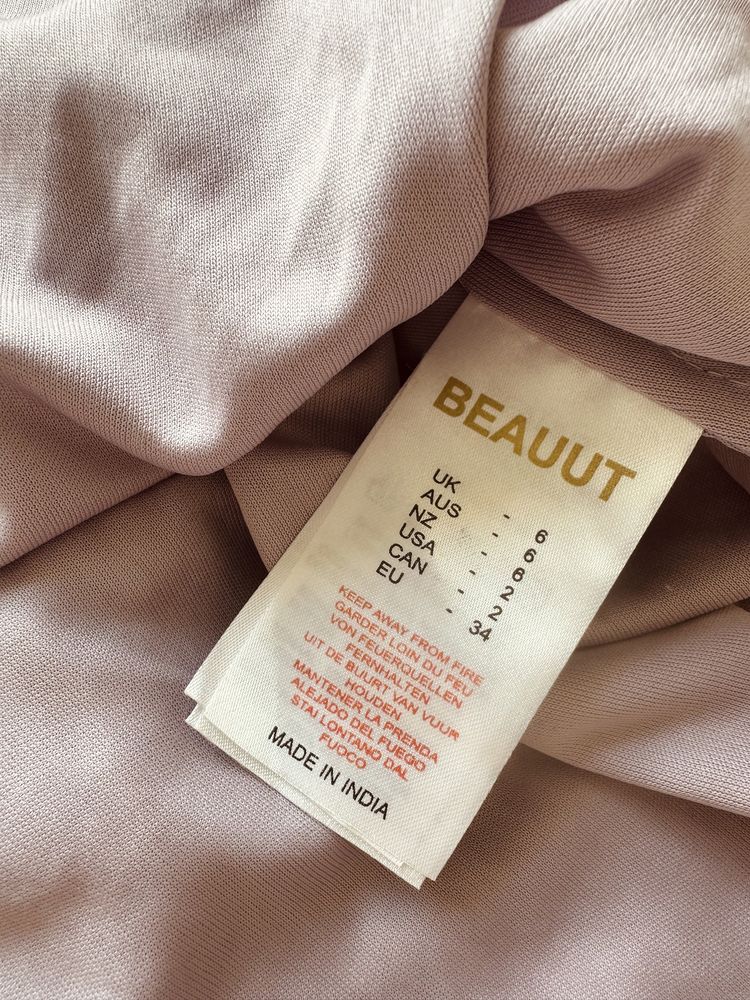 BEAUUT
UK - 6
AUS - 6
NZ - 6
USA - 2
CAN - 2
EU - 34
KEEP AWAY FROM FIRE
GARDER LOIN DU FEU
VON FEUERQUELLEN
FERNHALTEN
UIT DE BUURT VAN VUUR
HOUDEN
MANTENER LA PRENDA
ALEJADO DEL FUEGO
STAI LONTANO DAL
FUOCO
MADE IN INDIA